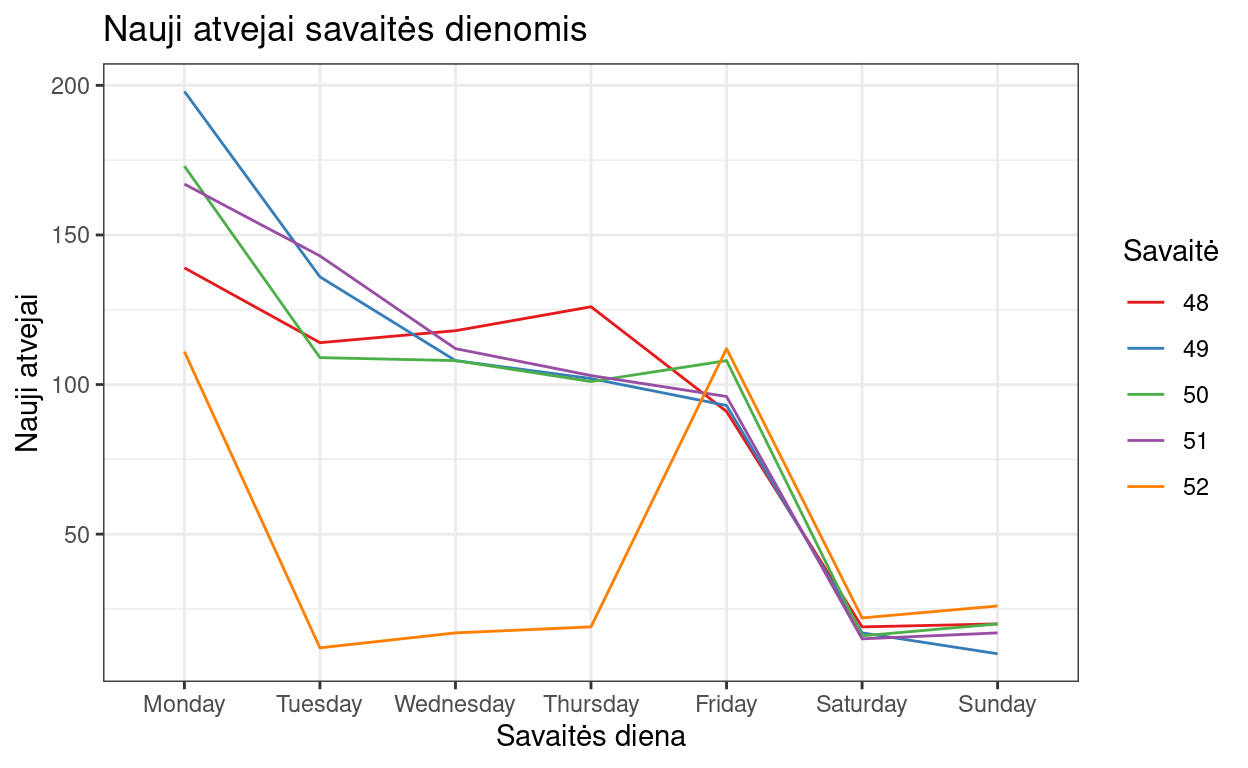 Nauji atvejai savaitės dienomis
Nauji atvejai
200
150
100
50
Monday Tuesday Wednesday Thursday Friday Saturday Sunday
Savaitės diena
Savaitė
48
49
50
51
52